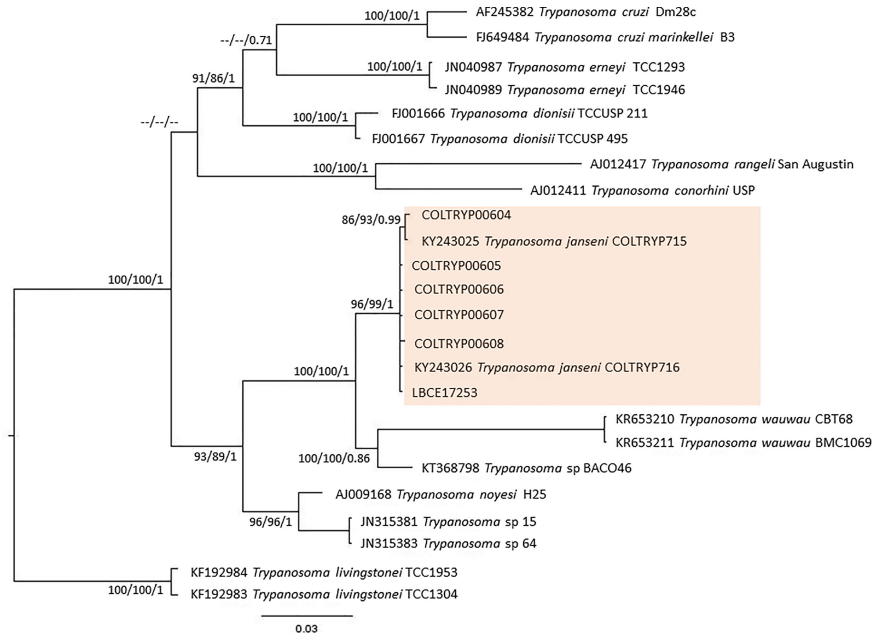 AF245382 Trypanosoma cruzi Dm28c
100/100/1
FJ649484 Trypanosoma cruzi marinkellei B3
--/--/0.71
JN040987 Trypanosoma erneyi TCC1293
100/100/1
JN040989 Trypanosoma erneyi TCC1946
91/86/1
FJ001666 Trypanosoma dionisii TCCUSP 211
100/100/1
FJ001667 Trypanosoma dionisii TCCUSP 495
--/--/--
AJ012417 Trypanosoma rangeli San Augustin
100/100/1
AJ012411 Trypanosoma conorhini USP
COLTRYP00604
86/93/0.99
KY243025 Trypanosoma janseni COLTRYP715
COLTRYP00605
100/100/1
COLTRYP00606
96/99/1
COLTRYP00607
COLTRYP00608
KY243026 Trypanosoma janseni COLTRYP716
100/100/1
LBCE17253
KR653210 Trypanosoma wauwau CBT68
KR653211 Trypanosoma wauwau BMC1069
93/89/1
100/100/0.86
KT368798 Trypanosoma sp BACO46
AJ009168 Trypanosoma noyesi H25
96/96/1
JN315381 Trypanosoma sp 15
JN315383 Trypanosoma sp 64
KF192984 Trypanosoma livingstonei TCC1953
100/100/1
KF192983 Trypanosoma livingstonei TCC1304
0.03